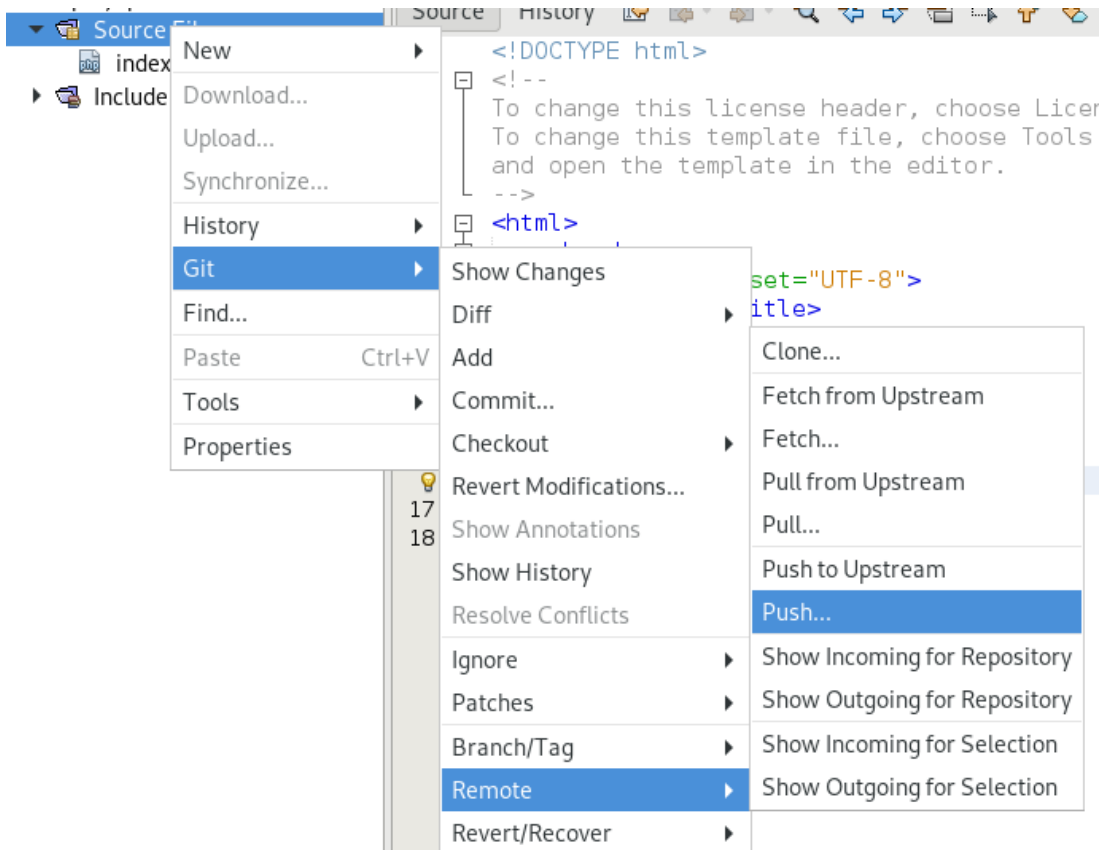 Source
History
Source
index
Include
New
Download...
Upload...
Synchronize...
History
Git
Find...
Paste Ctrl+V
Tools
Properties
<!DOCTYPE html>
<!--
To change this license header, choose
To change this template file, choose Tools
and open the template in the editor.
-->
<html>
set="UTF-8">
itle>
17
18
Show Changes
Diff
Add
Commit...
Checkout
Revert Modifications...
Show Annotations
Show History
Resolve Conflicts
Ignore
Patches
Branch/Tag
Remote
Revert/Recover
Clone...
Fetch from Upstream
Fetch...
Pull from Upstream
Pull...
Push to Upstream
Push...
Show Incoming for Repository
Show Outgoing for Repository
Show Incoming for Selection
Show Outgoing for Selection